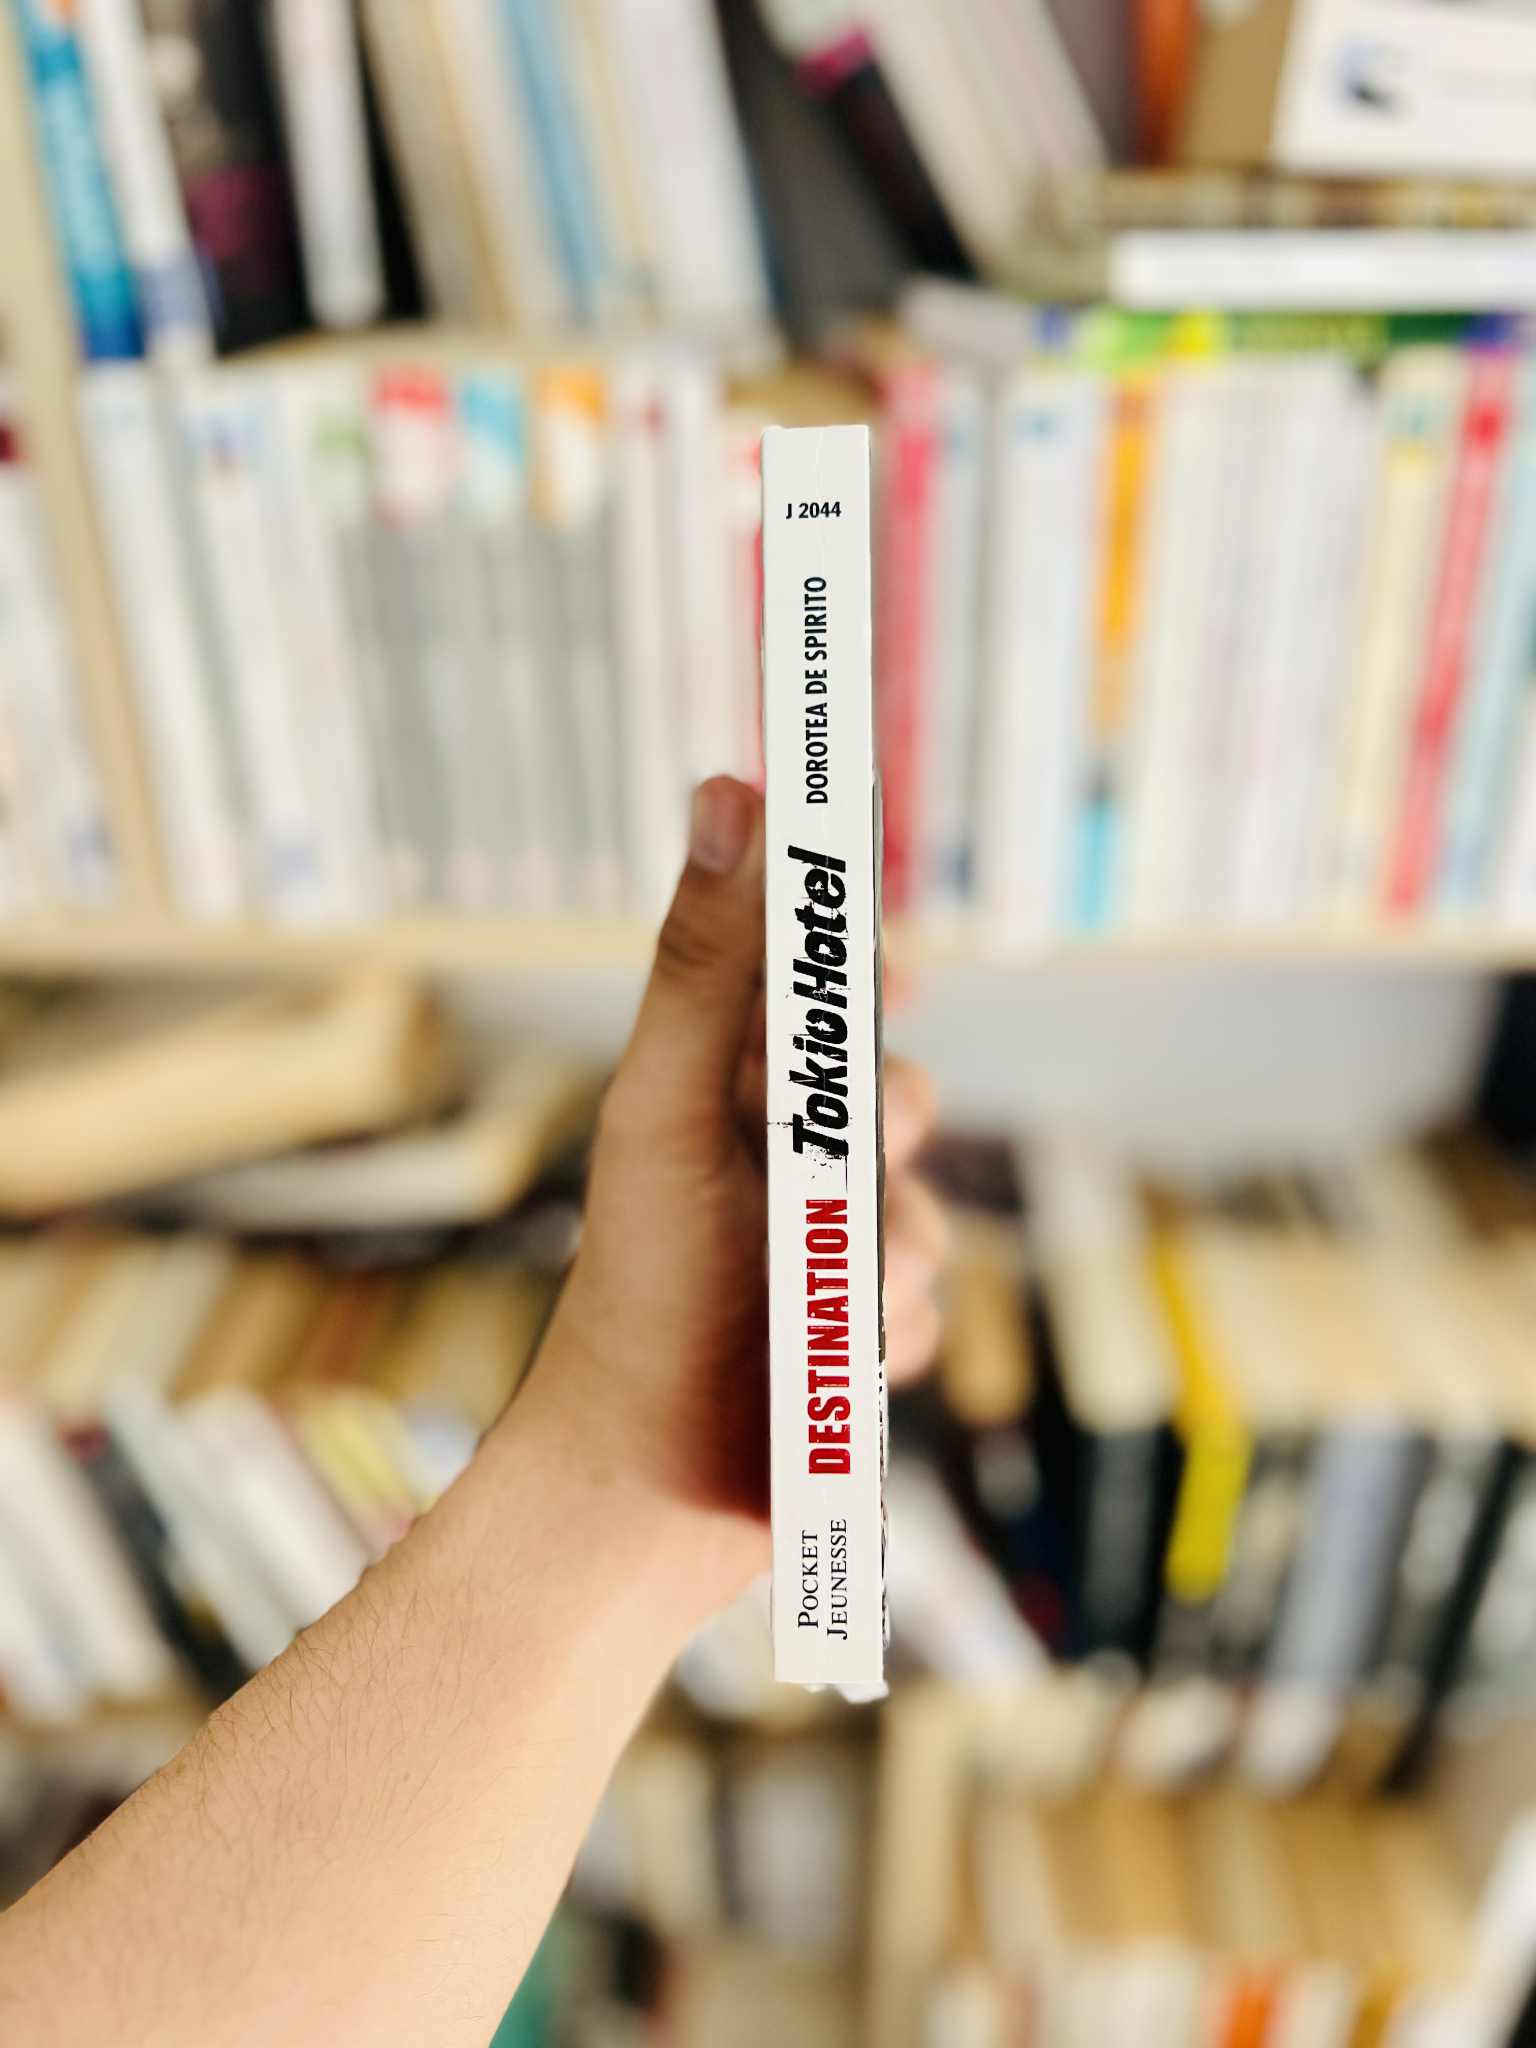 J 2044
DOROTEA DE SPIRITO
DESTINATION Tokio Hotel
POCKET
JEUNESSE